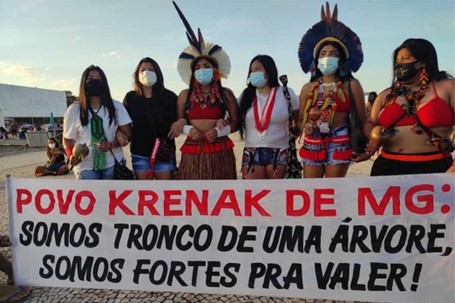 POVO KRENAK DE MG:
SOMOS TRONCO DE UMA ÁRVORE,
SOMOS FORTES PRA VALER!